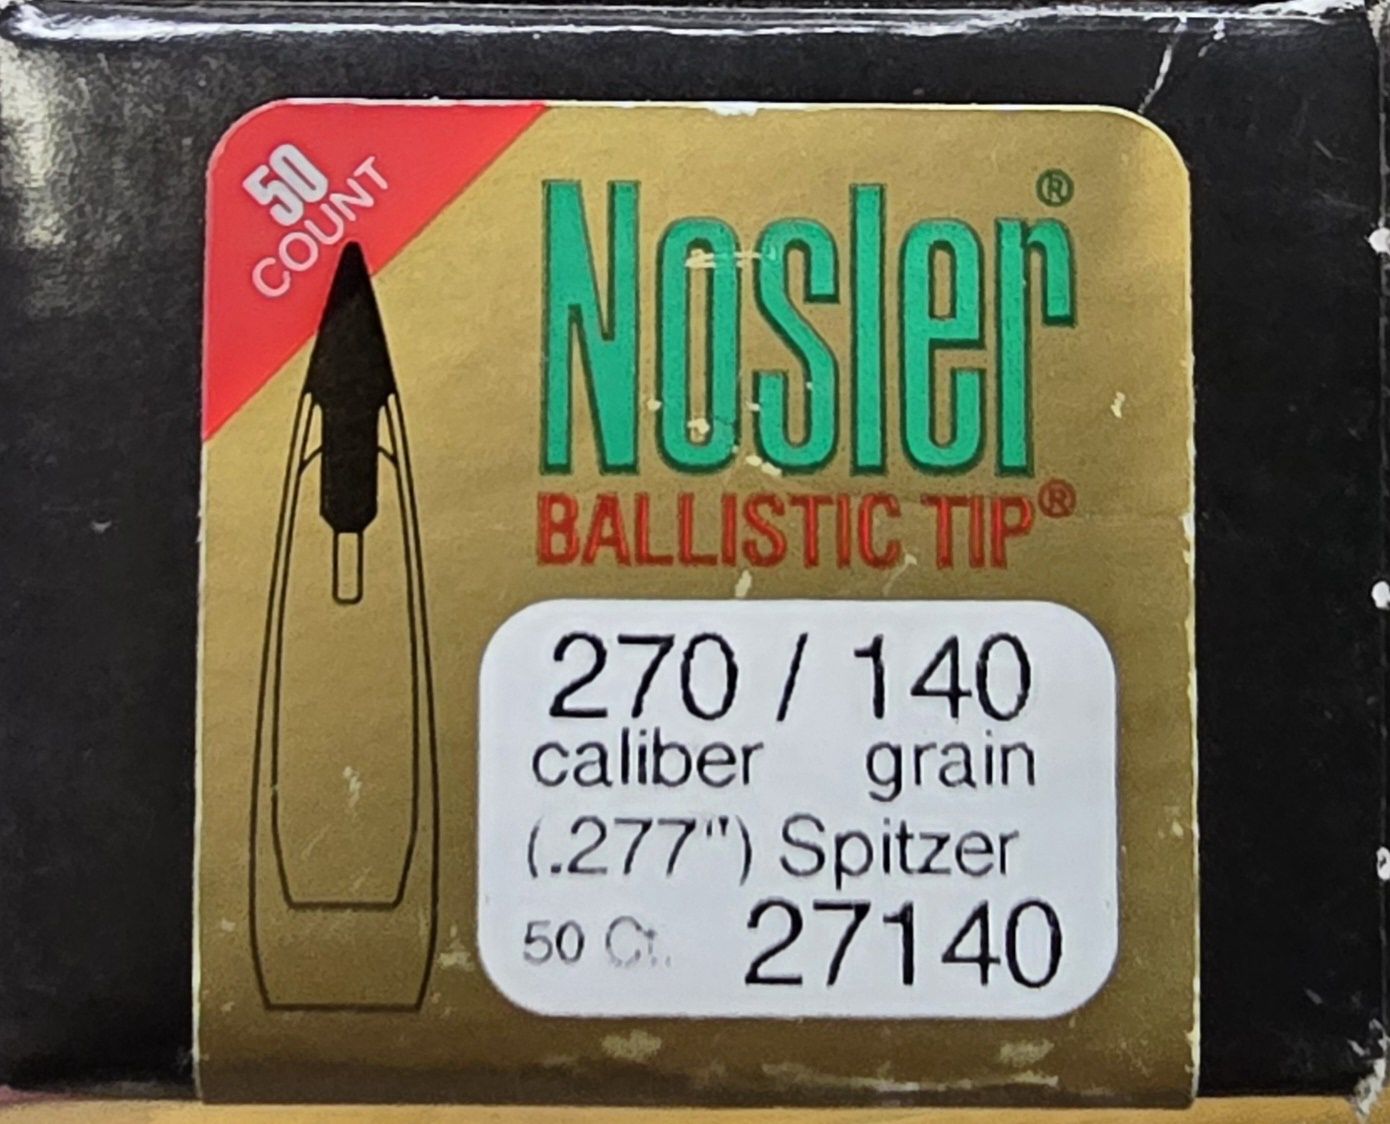 50
COUNT
Nosler®
BALLISTIC TIP®
270 / 140
caliber grain
(.277") Spitzer
50 Ct. 27140